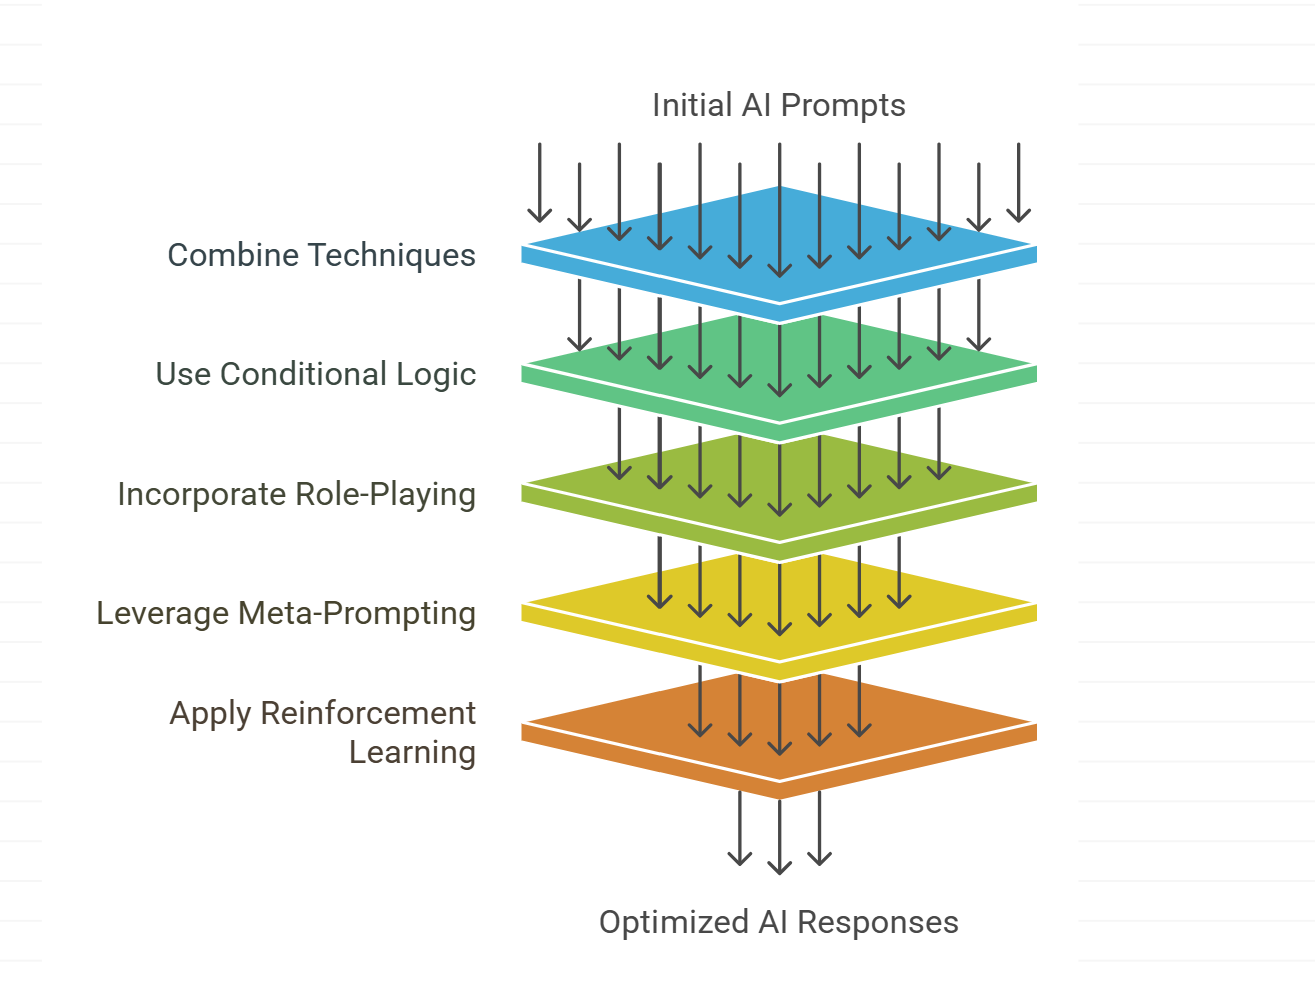 Initial AI Prompts
Combine Techniques
Use Conditional Logic
Incorporate Role-Playing
Leverage Meta-Prompting
Apply Reinforcement
Learning
Optimized AI Responses